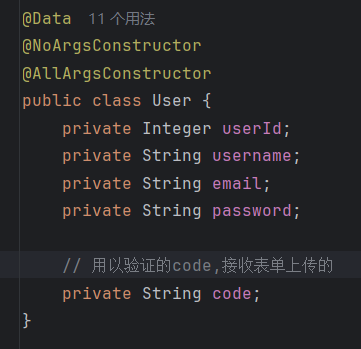 @Data 11 个用法
@NoArgsConstructor
@AllArgsConstructor
public class User {
private Integer userId;
private String username;
private String email;
private String password;
// 用以验证的code,接收表单上传的
private String code;
}